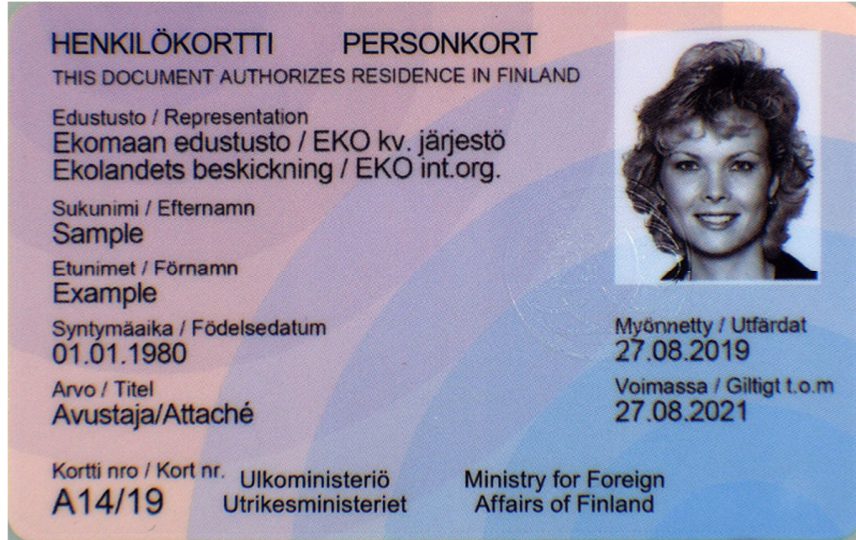 HENKILÖKORTTI PERSONKORT
THIS DOCUMENT AUTHORIZES RESIDENCE IN FINLAND
Edustusto / Representation
Ekomaan edustusto / EKO kv. järjestö
Ekolandets beskickning / EKO int.org.
Sukunimi / Efternamn
Sample
Etunimet / Förnamn
Example
Syntymäaika / Födelsedatum
01.01.1980
Arvo / Titel
Avustaja/Attaché
Myönnetty / Utfärdat
27.08.2019
Voimassa / Giltigt t.o.m
27.08.2021
Kortti nro / Kort nr.
A14/19
Ulkoministeriö
Utrikesministeriet
Ministry for Foreign
Affairs of Finland